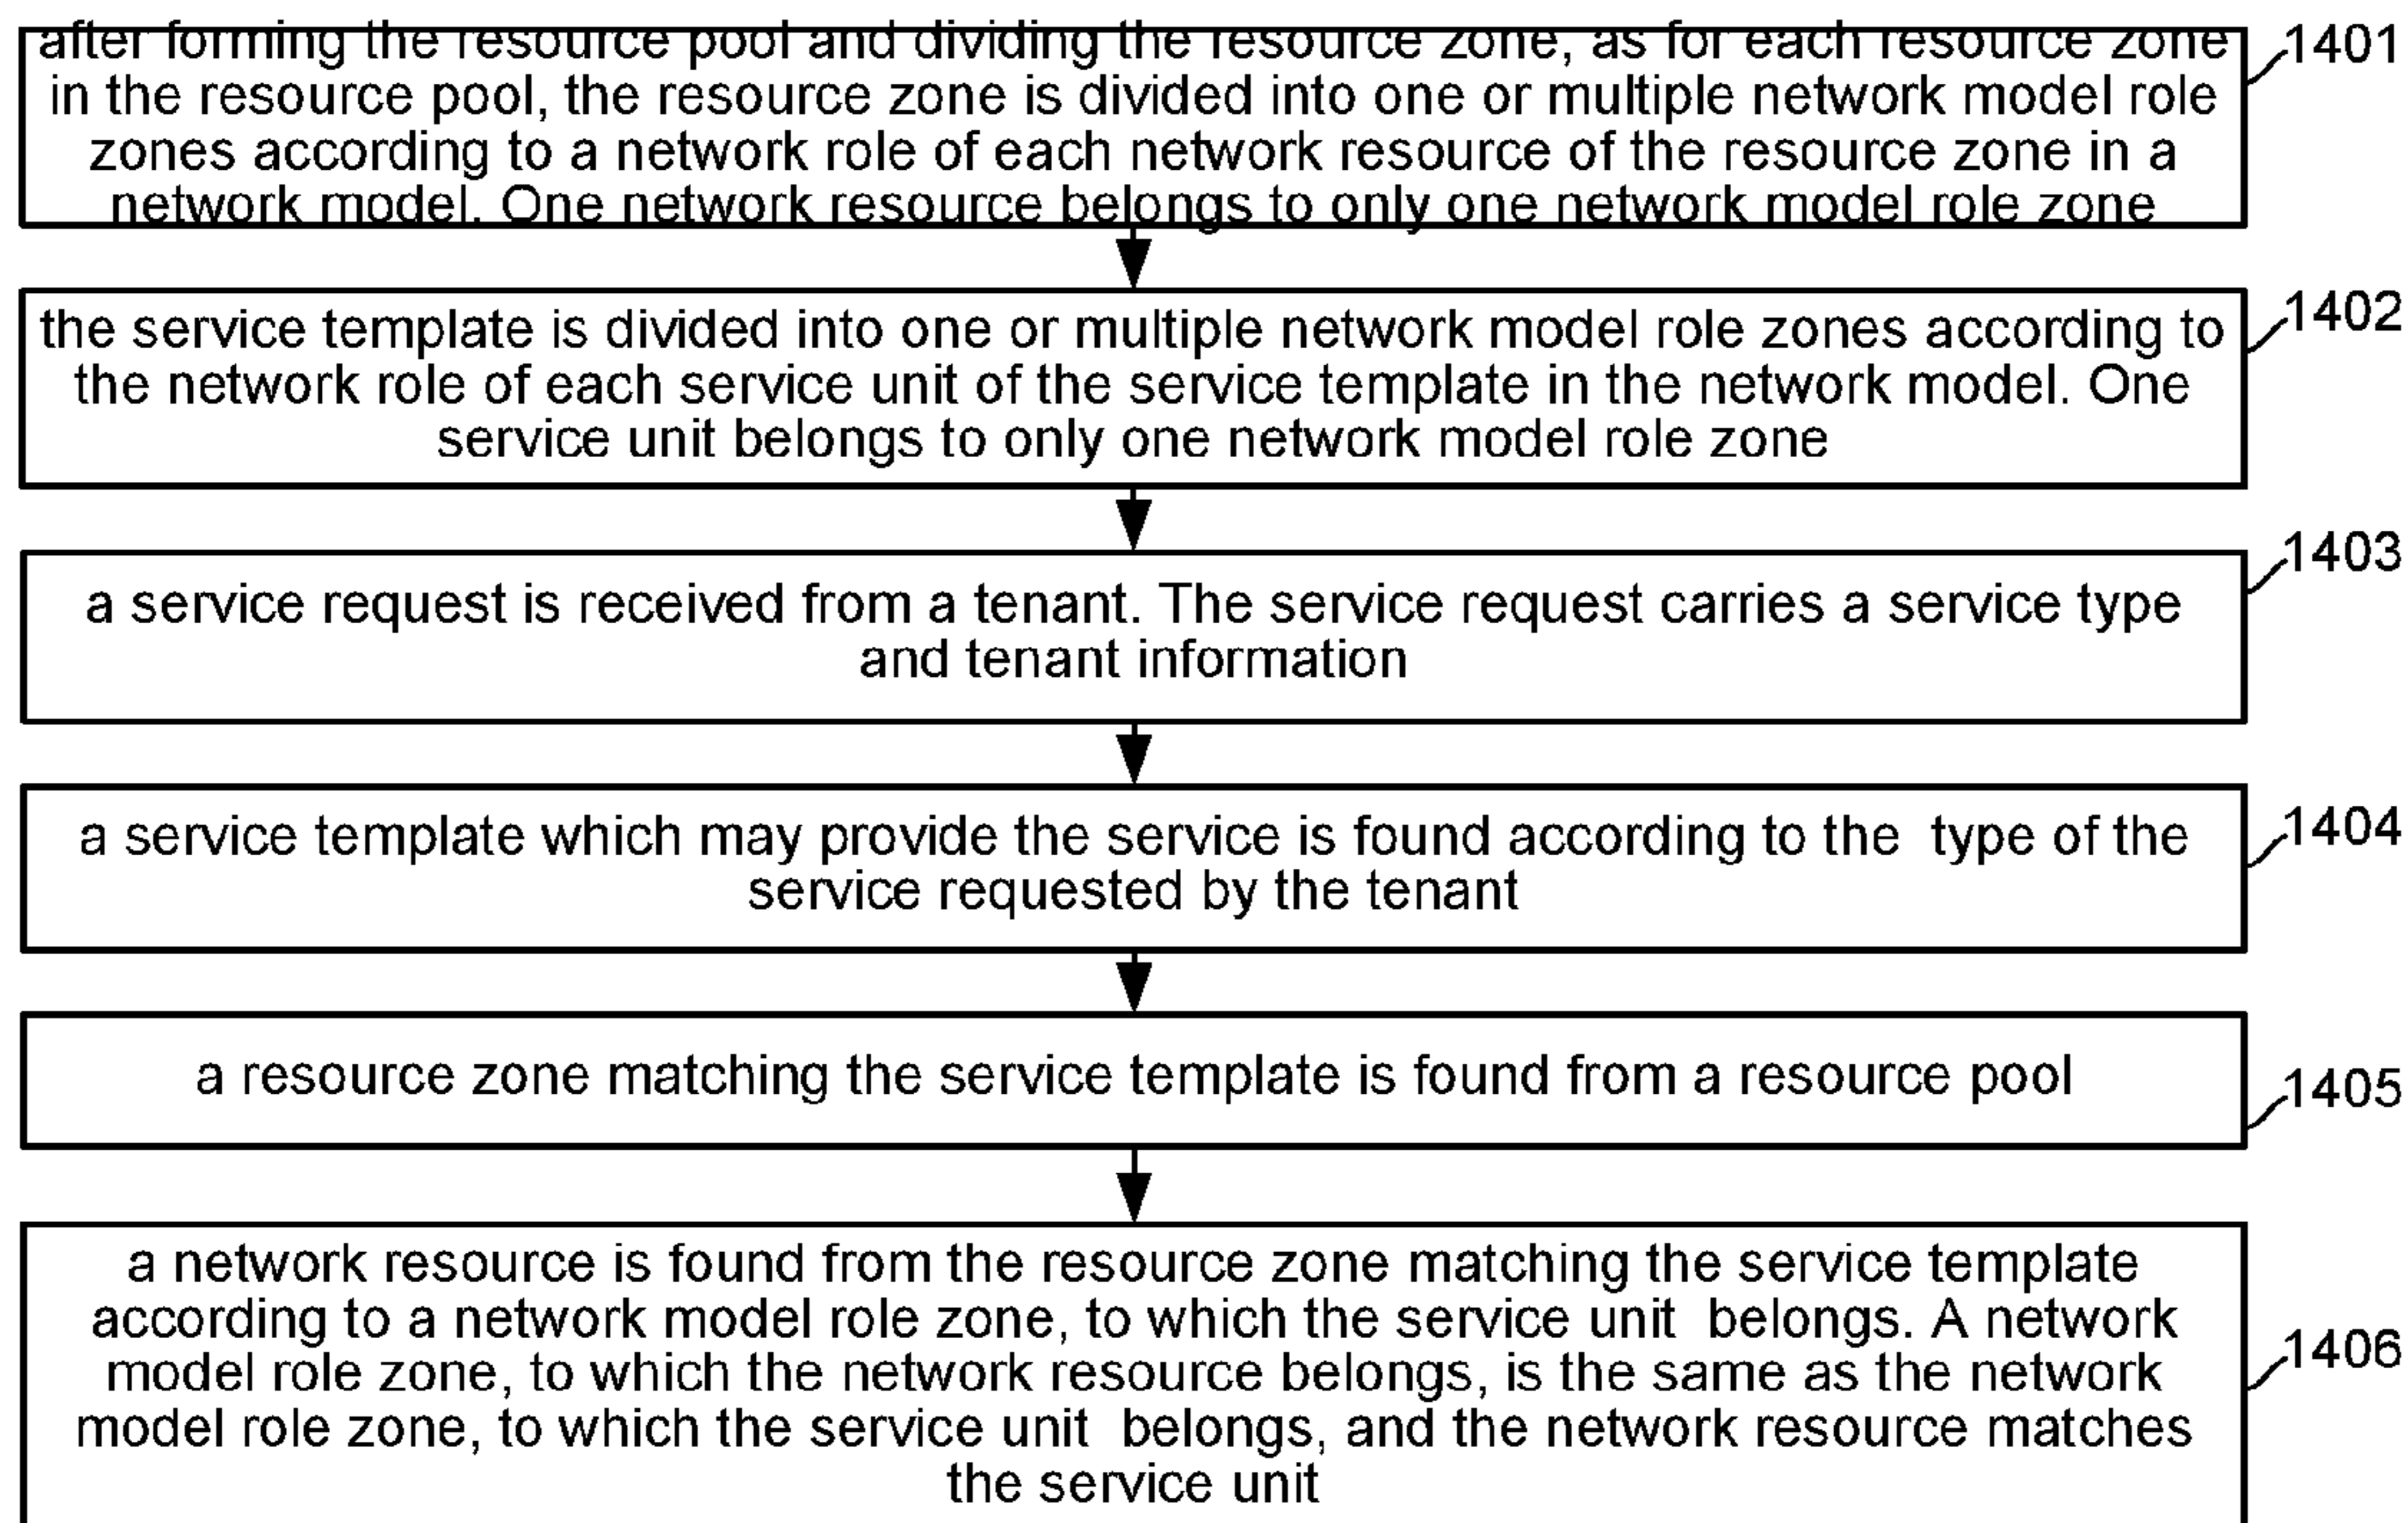 after forming the resource pool and dividing the resource zone, as for each resource zone
in the resource pool, the resource zone is divided into one or multiple network model role
zones according to a network role of each network resource of the resource zone in a
network model. One network resource belongs to only one network model role zone
1401
the service template is divided into one or multiple network model role zones according to
the network role of each service unit of the service template in the network model. One
service unit belongs to only one network model role zone
1402
a service request is received from a tenant. The service request carries a service type
and tenant information
1403
a service template which may provide the service is found according to the type of the
service requested by the tenant
1404
a resource zone matching the service template is found from a resource pool
1405
a network resource is found from the resource zone matching the service template
according to a network model role zone, to which the service unit belongs. A network
model role zone, to which the network resource belongs, is the same as the network
model role zone, to which the service unit belongs, and the network resource matches
the service unit
1406